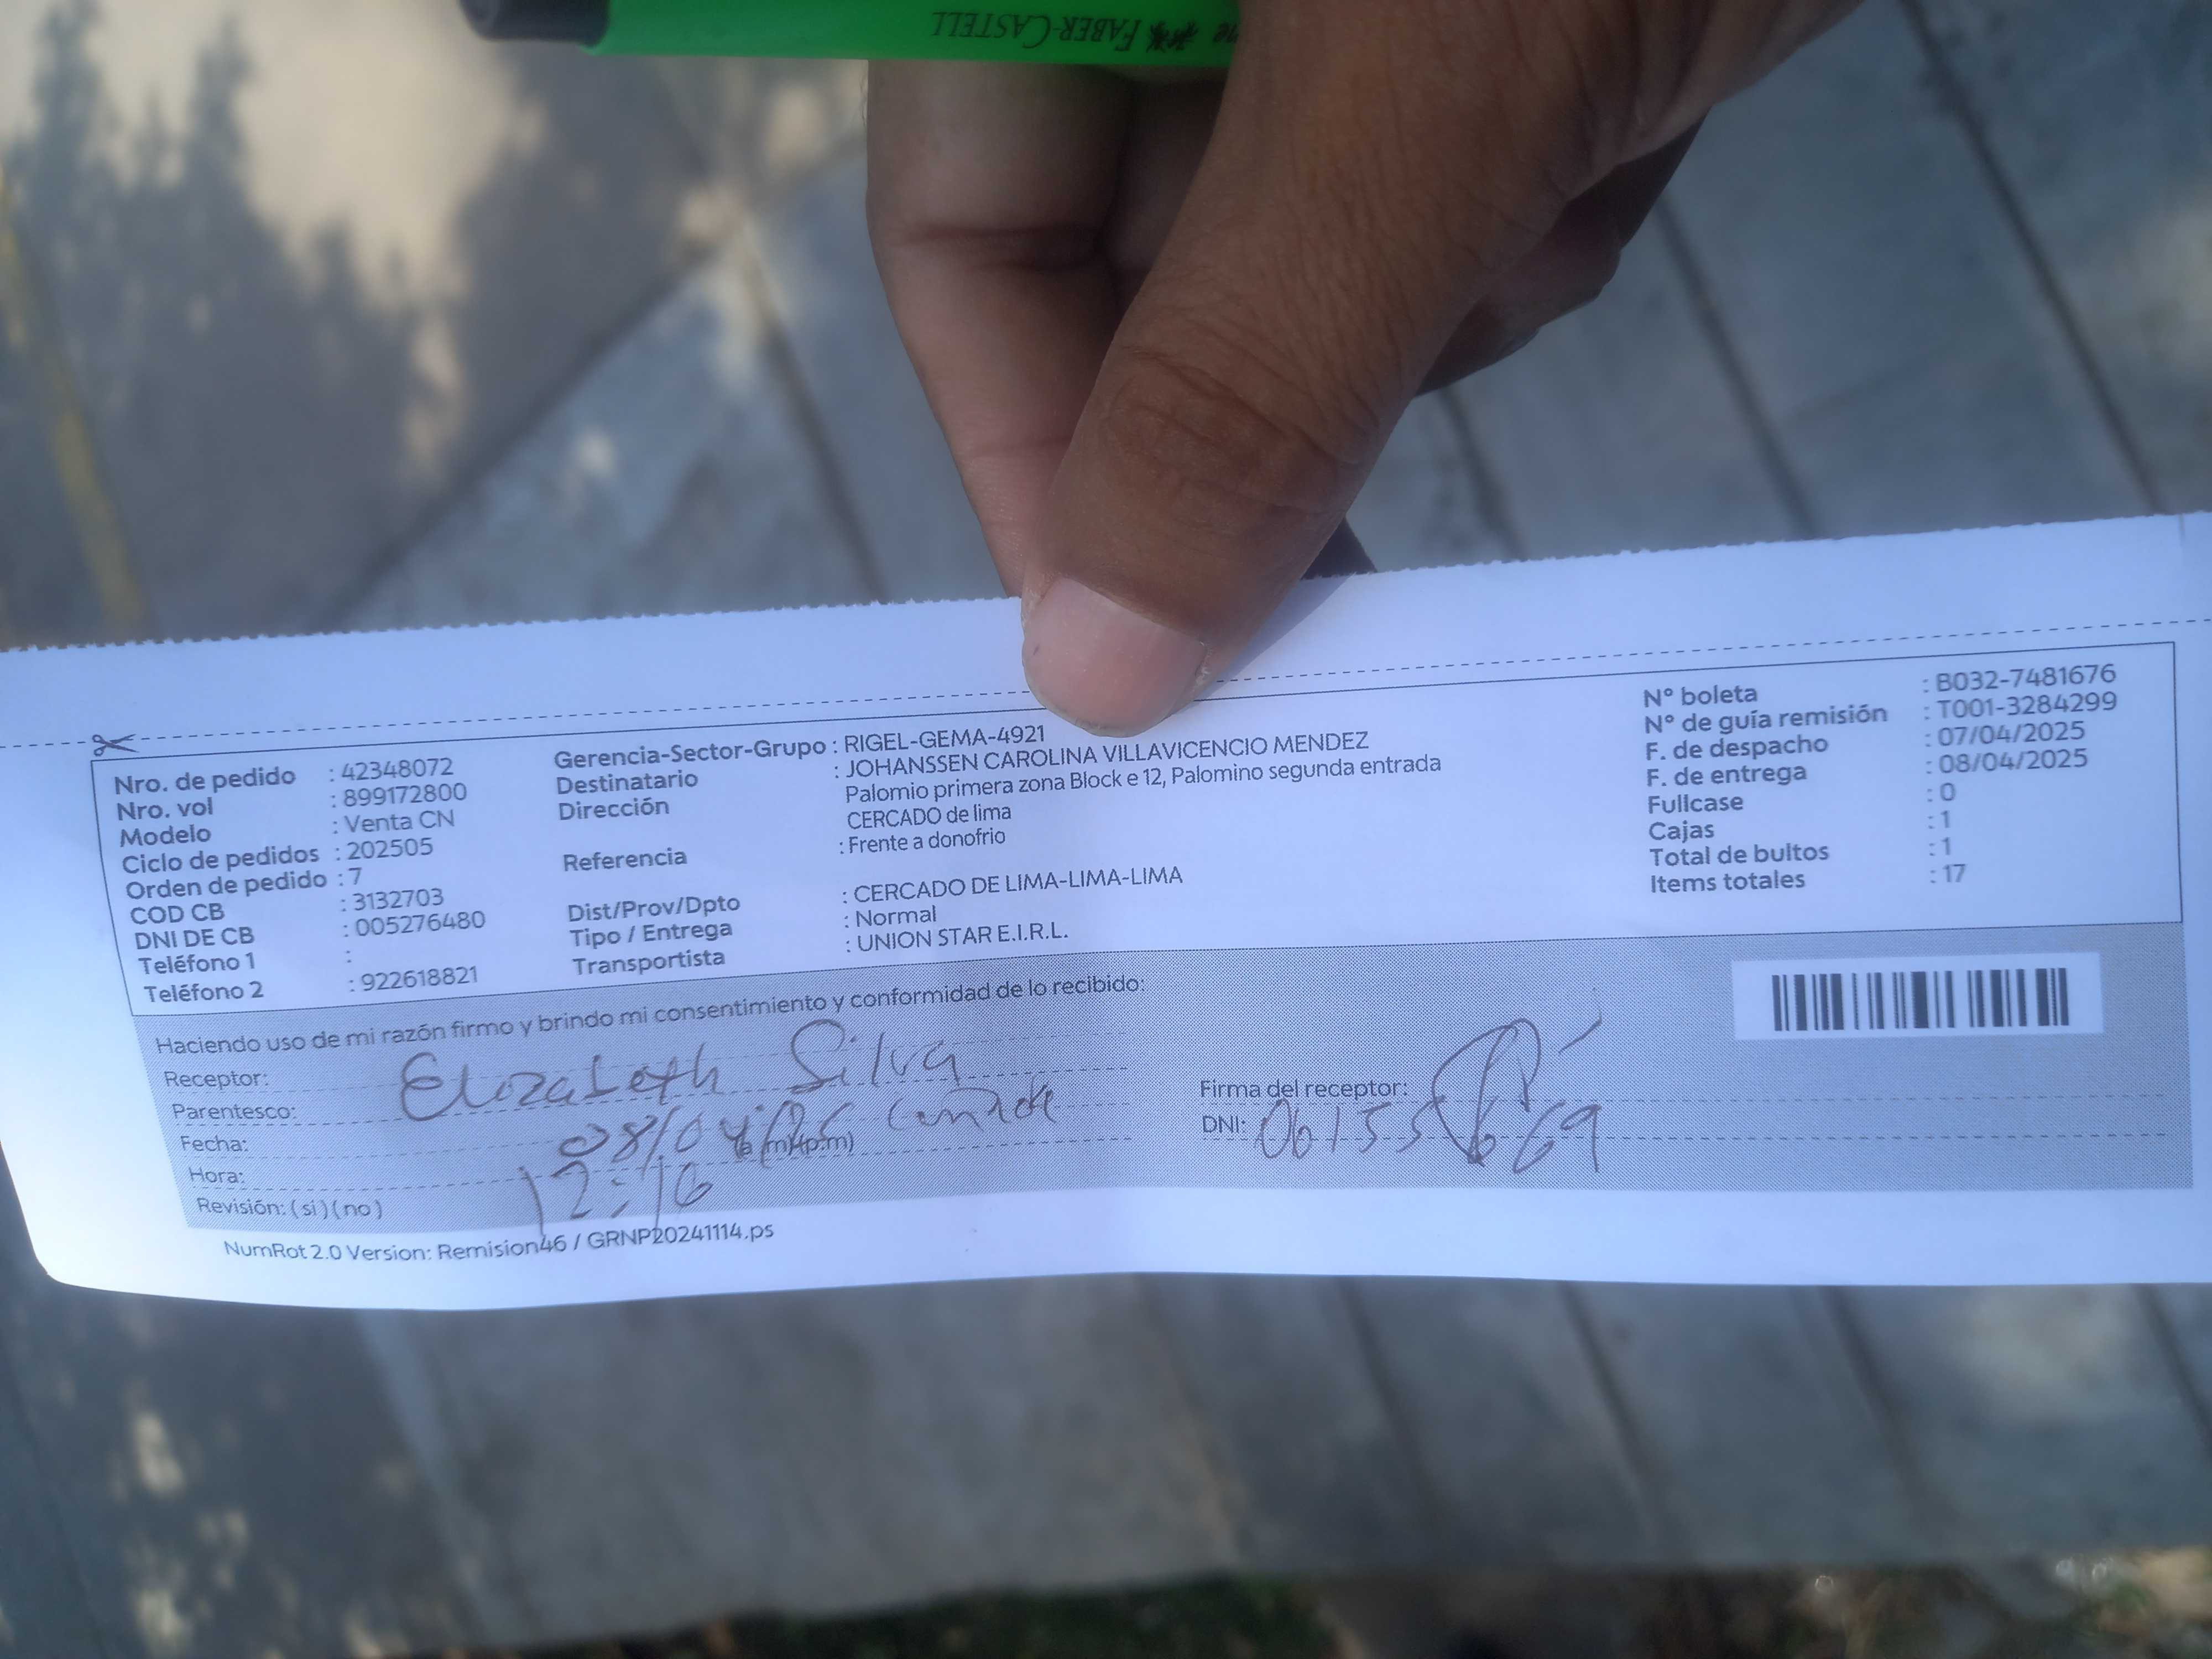 FABER-CASTELL
Nro. de pedido : 42348072
Nro. vol : 899172800
Modelo : Venta CN
Ciclo de pedidos : 202505
Orden de pedido : 7
COD CB : 3132703
DNI DE CB : 005276480
Teléfono 1 :
Teléfono 2 : 922618821
Gerencia-Sector-Grupo : RIGEL-GEMA-4921
Destinatario : JOHANSSEN CAROLINA VILLAVICENCIO MENDEZ
Dirección Palomio primera zona Block e 12, Palomino segunda entrada
CERCADO de lima
Referencia : Frente a donofrio
Dist/Prov/Dpto : CERCADO DE LIMA-LIMA-LIMA
Tipo / Entrega : Normal
Transportista : UNION STAR E.I.R.L.
N° boleta : B032-7481676
N° de guía remisión : T001-3284299
F. de despacho : 07/04/2025
F. de entrega : 08/04/2025
Fullcase : 0
Cajas : 1
Total de bultos : 1
Items totales : 17
Haciendo uso de mi razón firmo y brindo mi consentimiento y conformidad de lo recibido:
Receptor: Elizabeth Silva
Parentesco:
Fecha: 08/04/25
Hora: 12:16 (a.m)(p.m)
Revisión: (si) (no)
Firma del receptor:
DNI:
NumRot 2.0 Version: Remision46 / GRNP20241114.ps